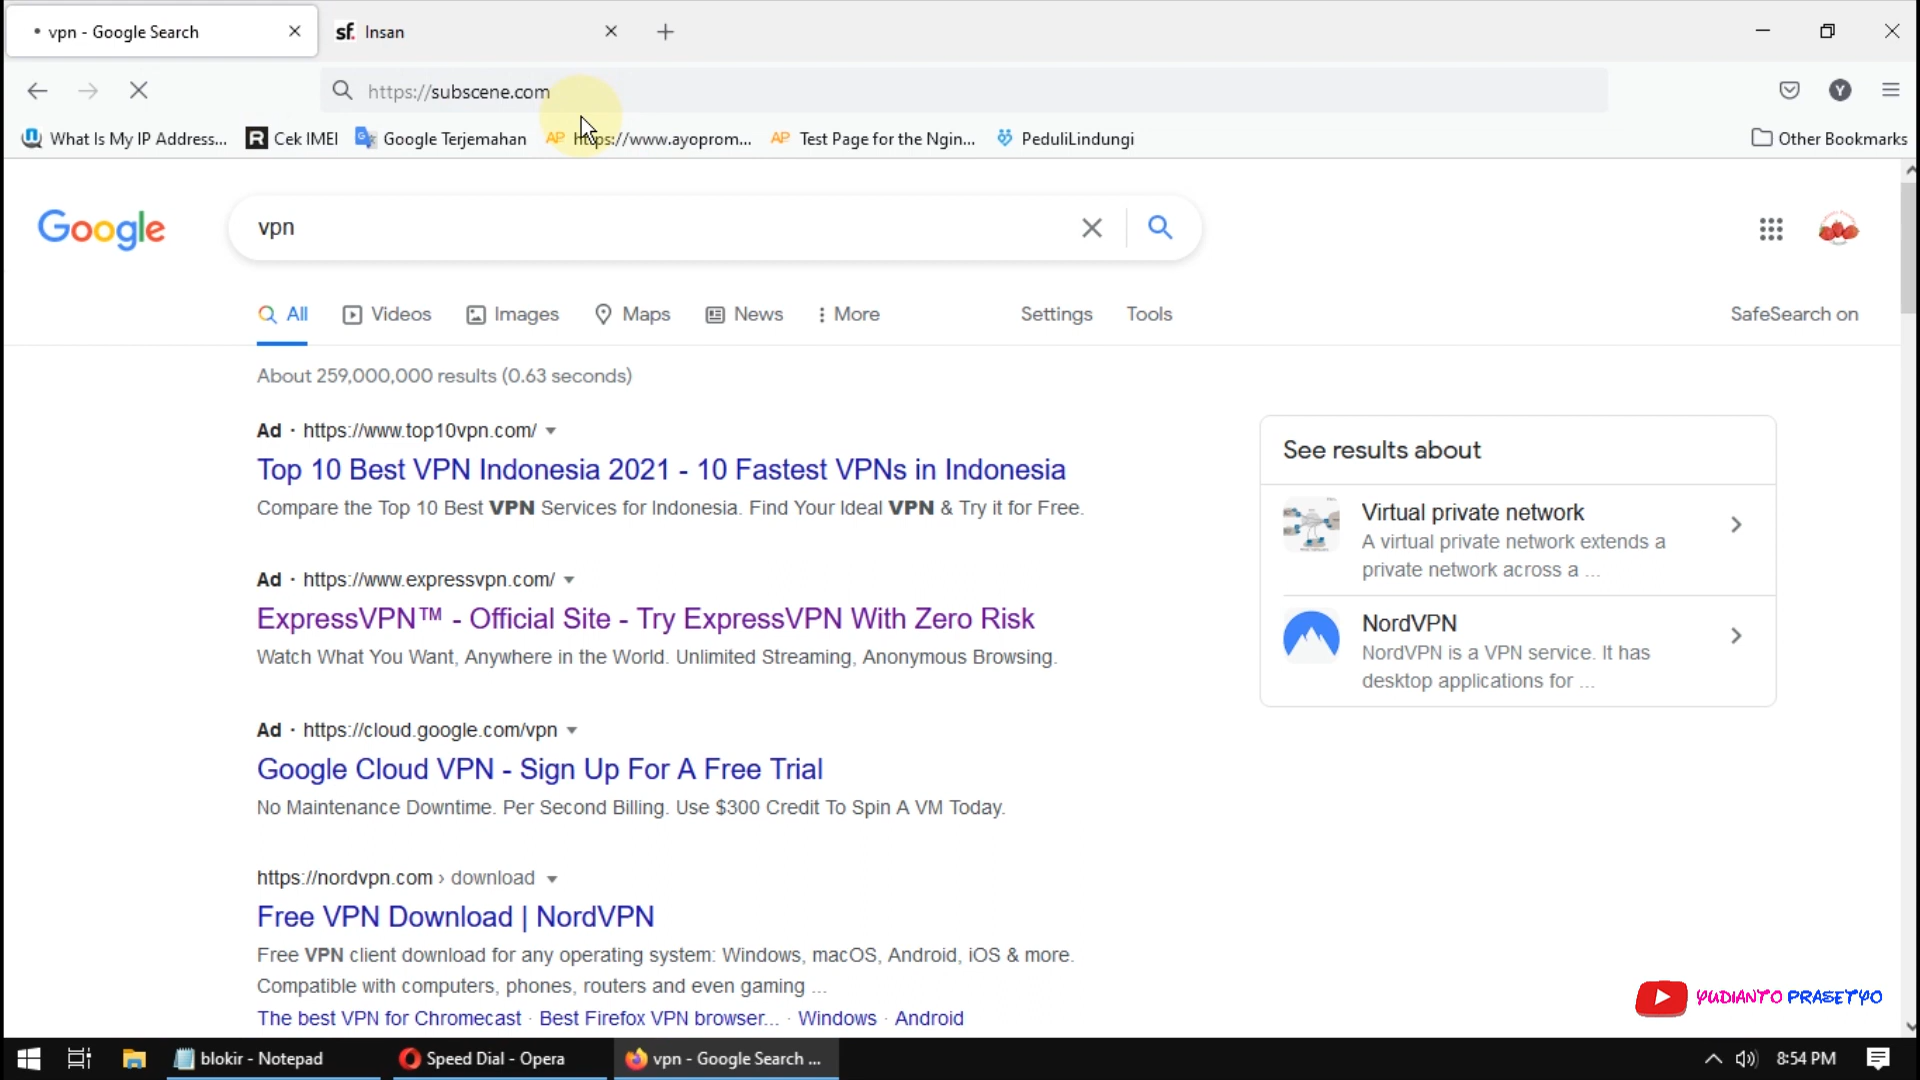 vpn - Google Search
sf. Insan
https://subscene.com
Y
What Is My IP Address...
R Cek IMEI
Google Terjemahan
AP https://www.ayoprom...
AP Test Page for the Ngin...
PeduliLindungi
Other Bookmarks
Google
vpn
All
Videos
Images
Maps
News
More
Settings
Tools
SafeSearch on
About 259,000,000 results (0.63 seconds)
Ad · https://www.top10vpn.com/
Top 10 Best VPN Indonesia 2021 - 10 Fastest VPNs in Indonesia
Compare the Top 10 Best VPN Services for Indonesia. Find Your Ideal VPN & Try it for Free.
Ad · https://www.expressvpn.com/
ExpressVPN™ - Official Site - Try ExpressVPN With Zero Risk
Watch What You Want, Anywhere in the World. Unlimited Streaming, Anonymous Browsing.
Ad · https://cloud.google.com/vpn
Google Cloud VPN - Sign Up For A Free Trial
No Maintenance Downtime. Per Second Billing. Use $300 Credit To Spin A VM Today.
https://nordvpn.com › download
Free VPN Download | NordVPN
Free VPN client download for any operating system: Windows, macOS, Android, iOS & more.
Compatible with computers, phones, routers and even gaming ...
The best VPN for Chromecast · Best Firefox VPN browser... · Windows · Android
See results about
Virtual private network
A virtual private network extends a
private network across a ...
NordVPN
NordVPN is a VPN service. It has
desktop applications for ...
YUDIANTO PRASETYO
blokir - Notepad
Speed Dial - Opera
vpn - Google Search ...
8:54 PM